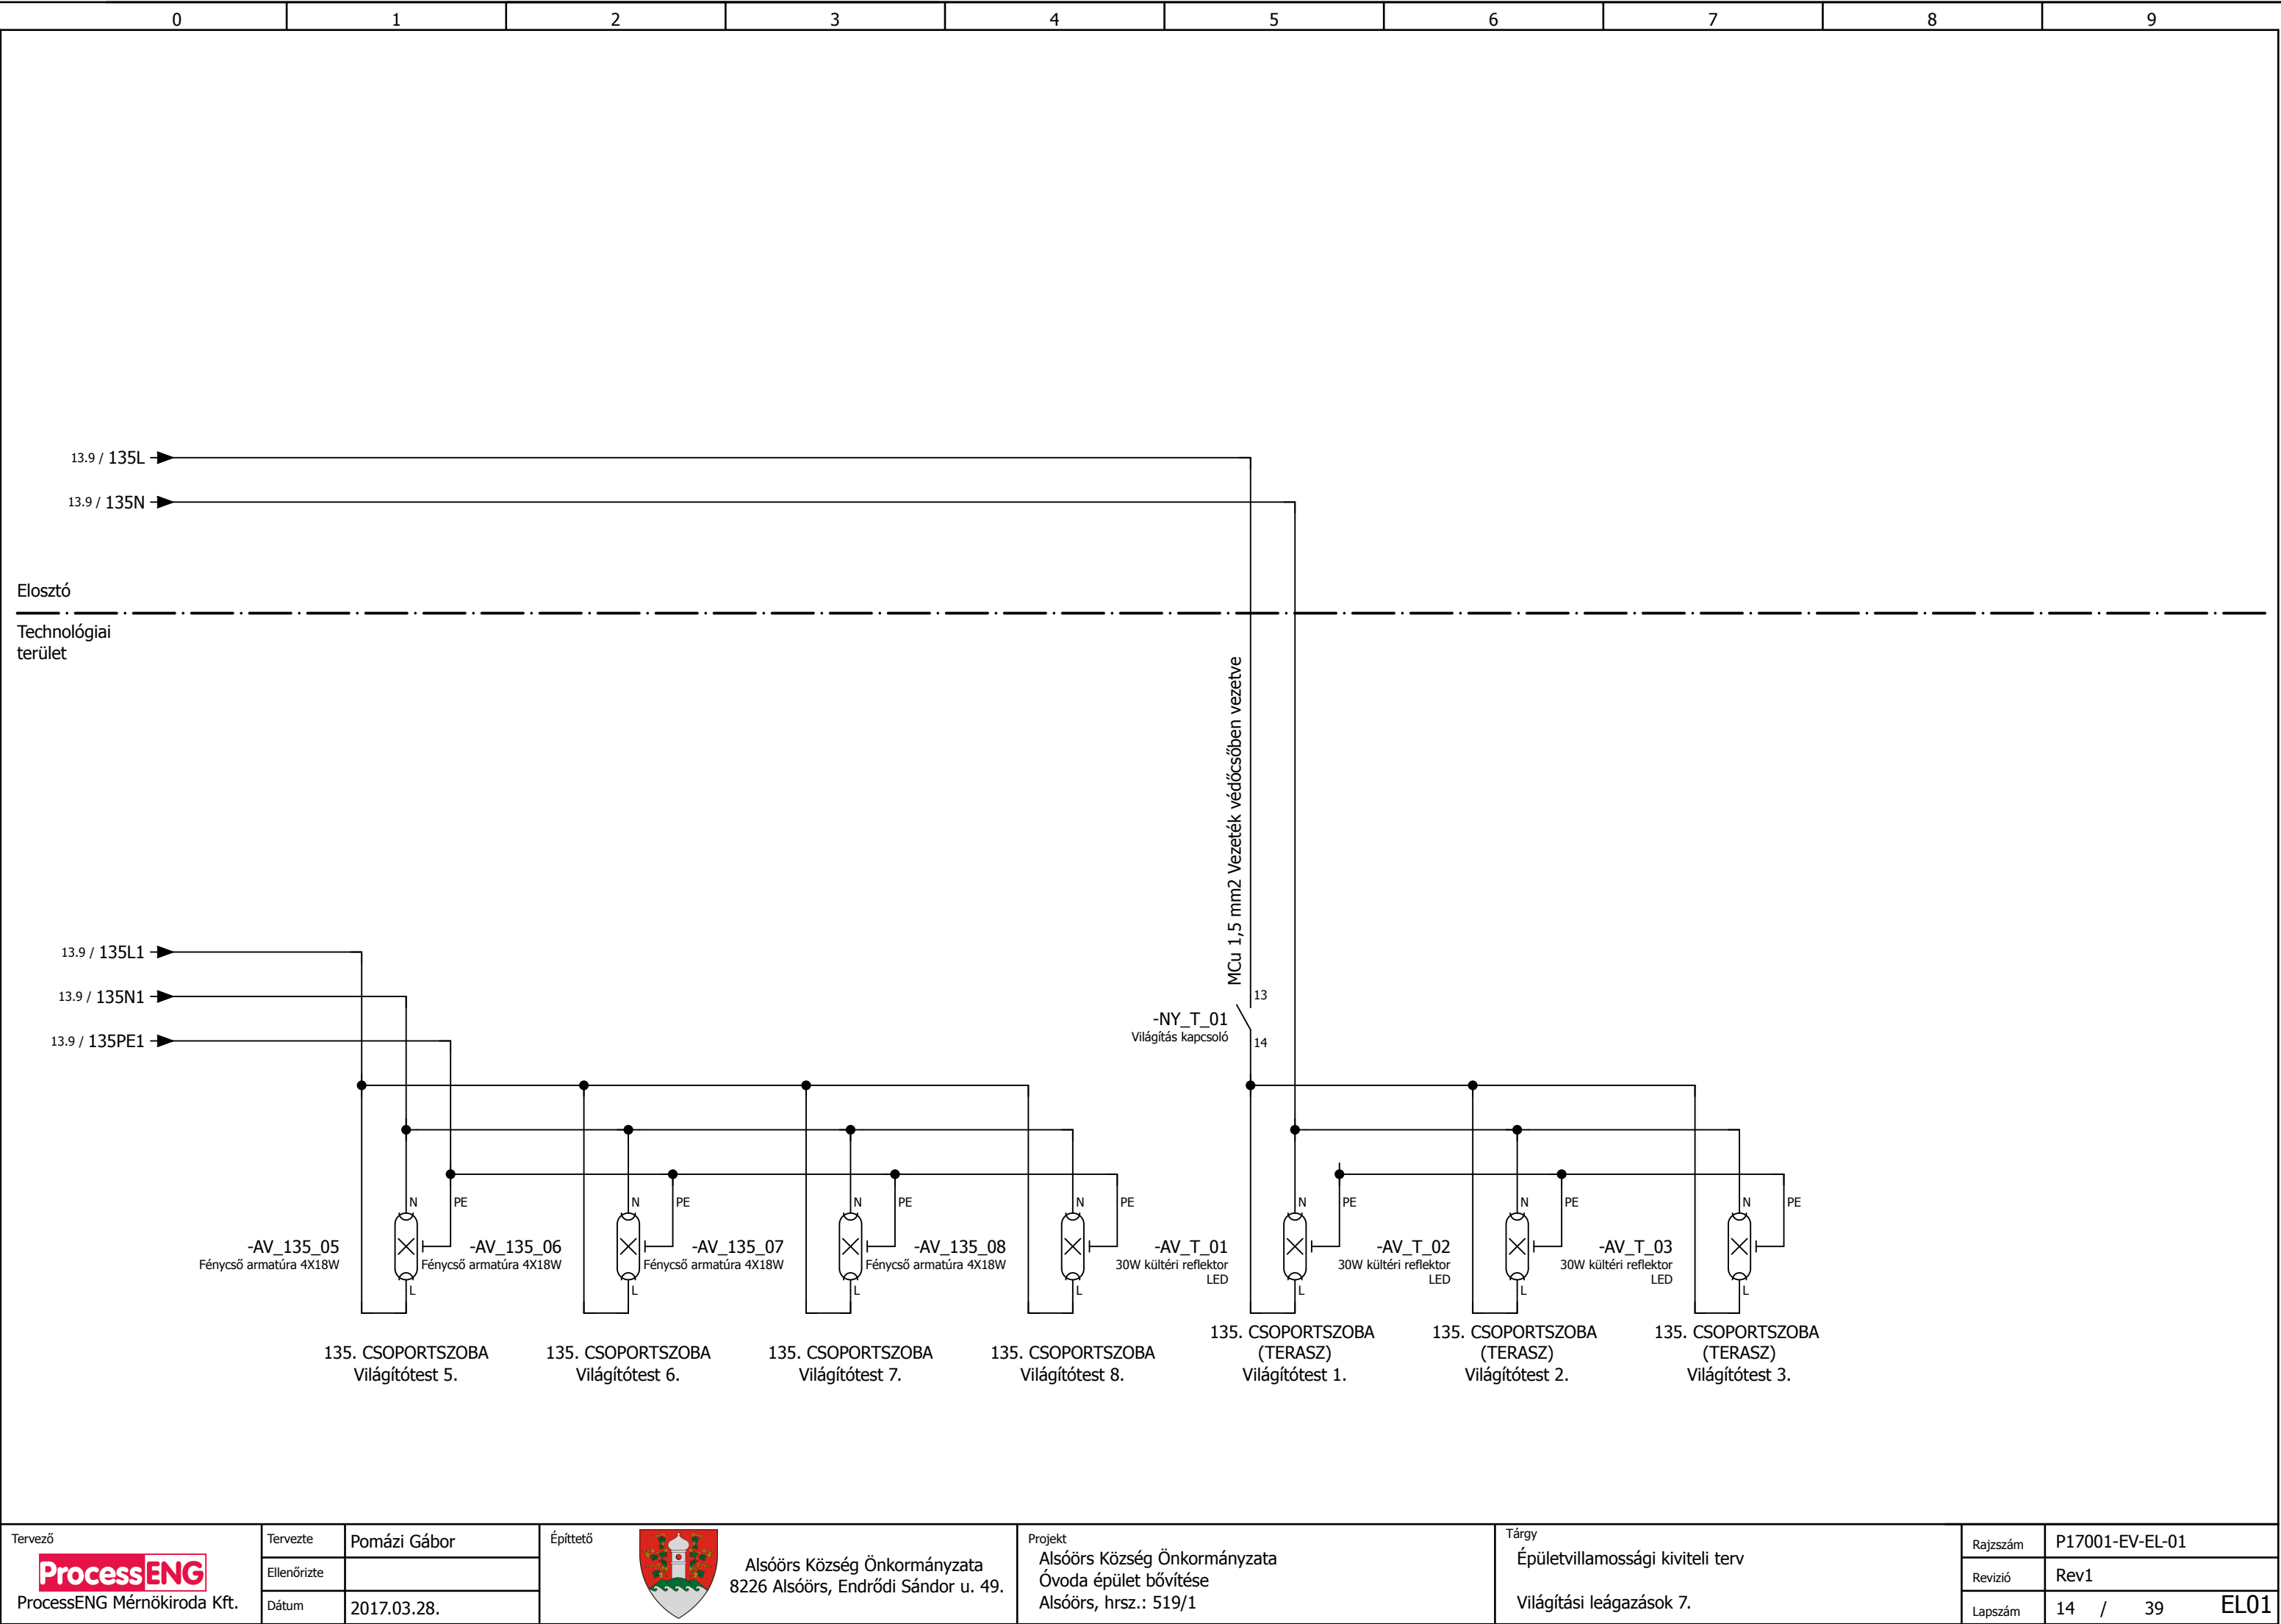 0 1 2 3 4 5 6 7 8 9
13.9 / 135L
13.9 / 135N
Elosztó
Technológiai
terület
MCu 1,5 mm2 Vezeték védőcsőben vezetve
13.9 / 135L1
13.9 / 135N1
13.9 / 135PE1
13
-NY_T_01
Világítás kapcsoló
14
N PE N PE N PE N PE N PE N PE N PE
-AV_135_05
Fénycső armatúra 4X18W
L
-AV_135_06
Fénycső armatúra 4X18W
L
-AV_135_07
Fénycső armatúra 4X18W
L
-AV_135_08
Fénycső armatúra 4X18W
L
-AV_T_01
30W kültéri reflektor
LED
L
-AV_T_02
30W kültéri reflektor
LED
L
-AV_T_03
30W kültéri reflektor
LED
L
135. CSOPORTSZOBA
Világítótest 5.
135. CSOPORTSZOBA
Világítótest 6.
135. CSOPORTSZOBA
Világítótest 7.
135. CSOPORTSZOBA
Világítótest 8.
135. CSOPORTSZOBA
(TERASZ)
Világítótest 1.
135. CSOPORTSZOBA
(TERASZ)
Világítótest 2.
135. CSOPORTSZOBA
(TERASZ)
Világítótest 3.
Tervező
ProcessENG
ProcessENG Mérnökiroda Kft.
Tervezte Pomázi Gábor
Ellenőrizte
Dátum 2017.03.28.
Építtető
Alsóörs Község Önkormányzata
8226 Alsóörs, Endrődi Sándor u. 49.
Projekt
Alsóörs Község Önkormányzata
Óvoda épület bővítése
Alsóörs, hrsz.: 519/1
Tárgy
Épületvillamossági kiviteli terv
Világítási leágazások 7.
Rajzszám P17001-EV-EL-01
Revizió Rev1
Lapszám 14 / 39 EL01